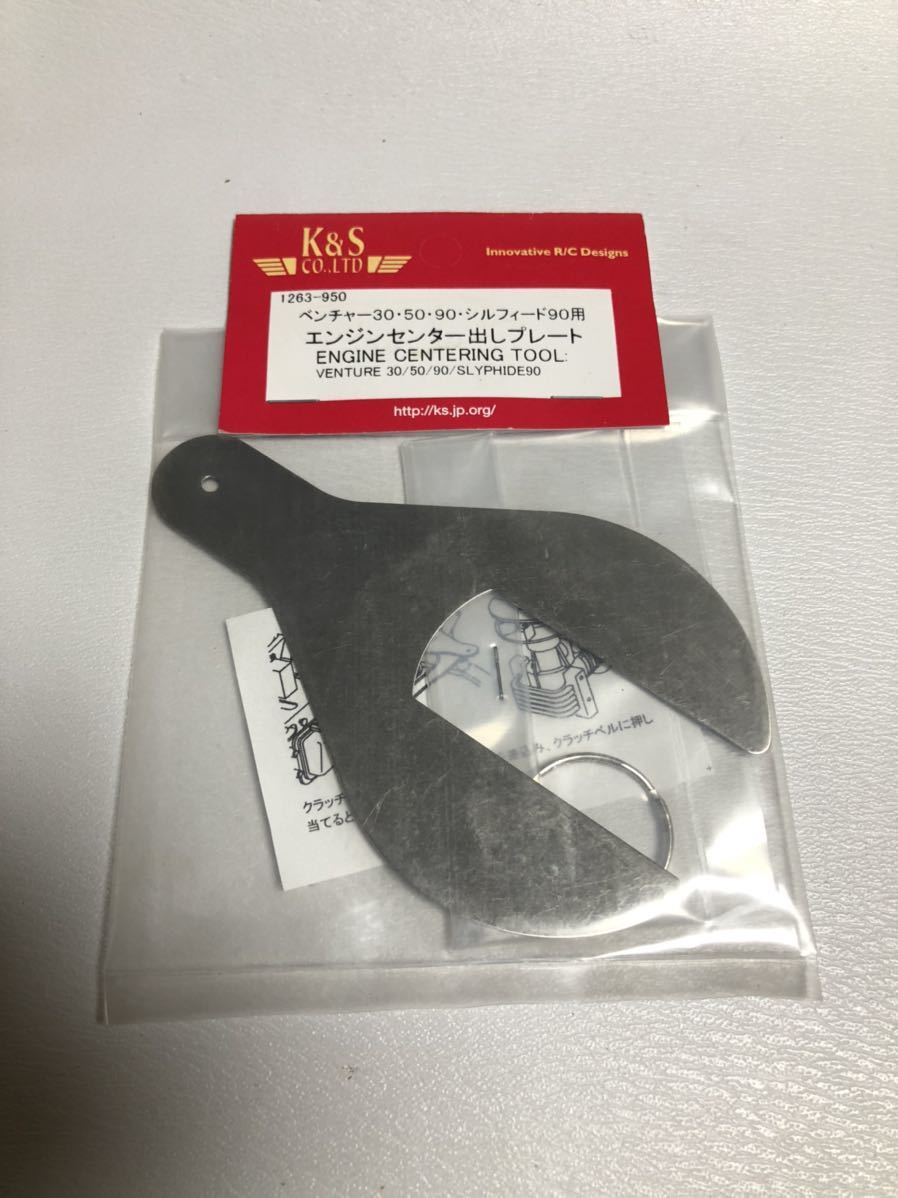 K&S
CO.,LTD
Innovative R/C Designs
1263-950
ベンチャー30・50・90・シルフィード90用
エンジンセンター出しプレート
ENGINE CENTERING TOOL:
VENTURE 30/50/90/SLYPHIDE90
http://ks.jp.org/
込み、クラッチベルに押し
クラッチ
当てると